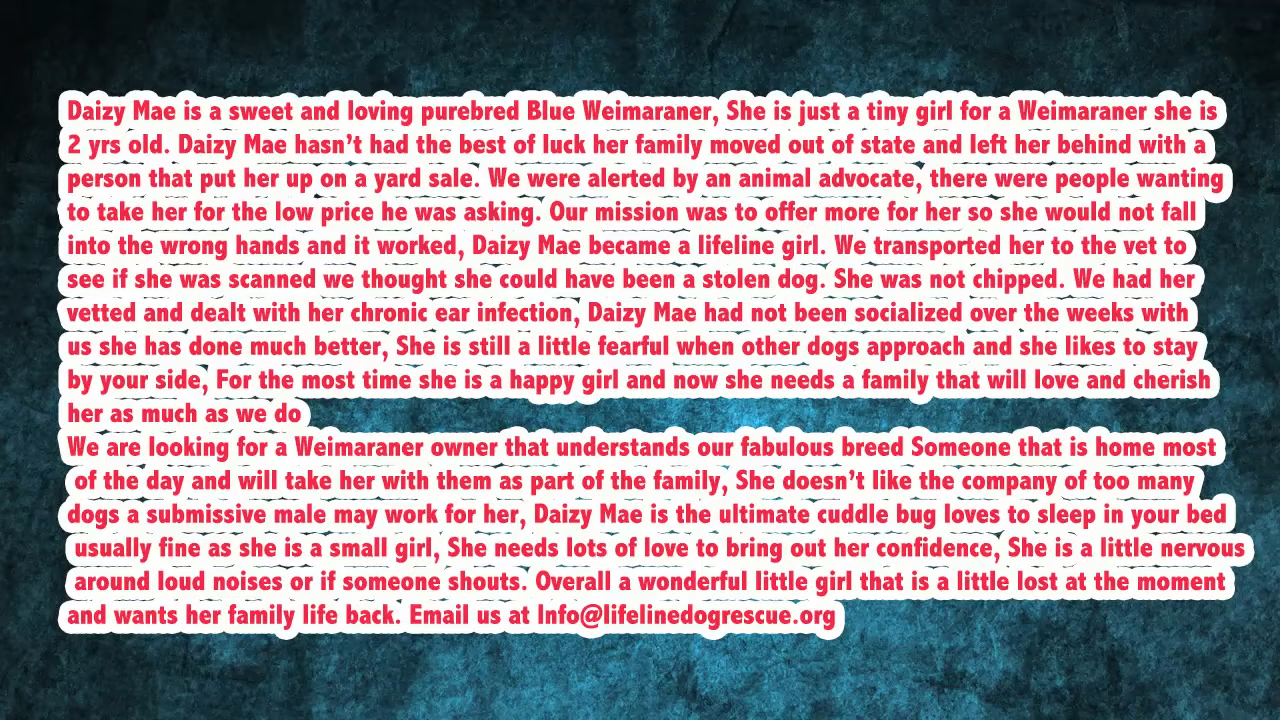 Daizy Mae is a sweet and loving purebred Blue Weimaraner, She is just a tiny girl for a Weimaraner she is
2 yrs old. Daizy Mae hasn't had the best of luck her family moved out of state and left her behind with a
person that put her up on a yard sale. We were alerted by an animal advocate, there were people wanting
to take her for the low price he was asking. Our mission was to offer more for her so she would not fall
into the wrong hands and it worked, Daizy Mae became a lifeline girl. We transported her to the vet to
see if she was scanned we thought she could have been a stolen dog. She was not chipped. We had her
vetted and dealt with her chronic ear infection, Daizy Mae had not been socialized over the weeks with
us she has done much better, She is still a little fearful when other dogs approach and she likes to stay
by your side, For the most time she is a happy girl and now she needs a family that will love and cherish
her as much as we do
We are looking for a Weimaraner owner that understands our fabulous breed Someone that is home most
of the day and will take her with them as part of the family, She doesn't like the company of too many
dogs a submissive male may work for her, Daizy Mae is the ultimate cuddle bug loves to sleep in your bed
usually fine as she is a small girl, She needs lots of love to bring out her confidence, She is a little nervous
around loud noises or if someone shouts. Overall a wonderful little girl that is a little lost at the moment
and wants her family life back. Email us at Info@lifelinedogrescue.org